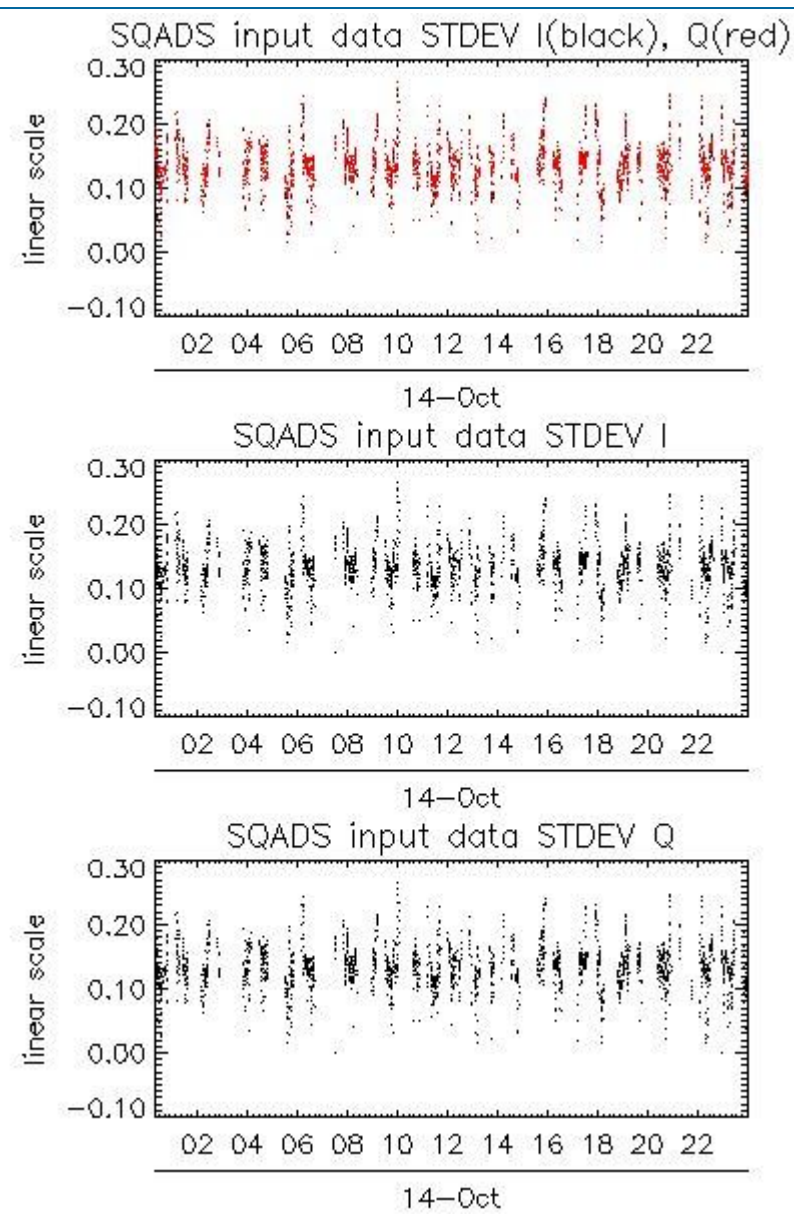 SQADS input data STDEV I(black), Q(red)
linear scale
0.30
0.20
0.10
0.00
−0.10
02 04 06 08 10 12 14 16 18 20 22
14−Oct
SQADS input data STDEV I
linear scale
0.30
0.20
0.10
0.00
−0.10
02 04 06 08 10 12 14 16 18 20 22
14−Oct
SQADS input data STDEV Q
linear scale
0.30
0.20
0.10
0.00
−0.10
02 04 06 08 10 12 14 16 18 20 22
14−Oct